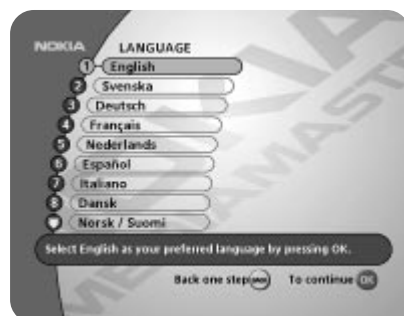 NOKIA
LANGUAGE
1 English
2 Svenska
3 Deutsch
4 Français
5 Nederlands
6 Español
7 Italiano
8 Dansk
Norsk / Suomi
Select English as your preferred language by pressing OK.
Back one step
To continue OK